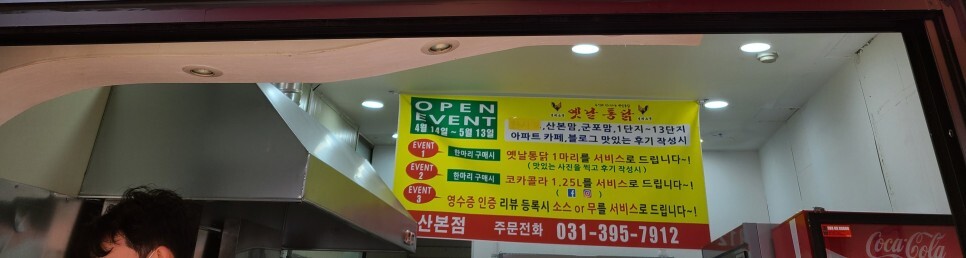 OPEN
EVENT
4월 14일 ~ 5월 13일
옛날통닭
,산본맘,군포맘,1단지~13단지
아파트 카페,블로그 맛있는 후기 작성시
EVENT
1
한마리 구매시
옛날통닭 1마리를 서비스로 드립니다~!
( 맛있는 사진을 찍고 후기 작성시 )
EVENT
2
한마리 구매시
코카콜라 1.25L를 서비스로 드립니다~!
EVENT
3
영수증 인증 리뷰 등록시 소스 or 무를 서비스로 드립니다~!
산본점
주문전화 031-395-7912
Coca-Cola